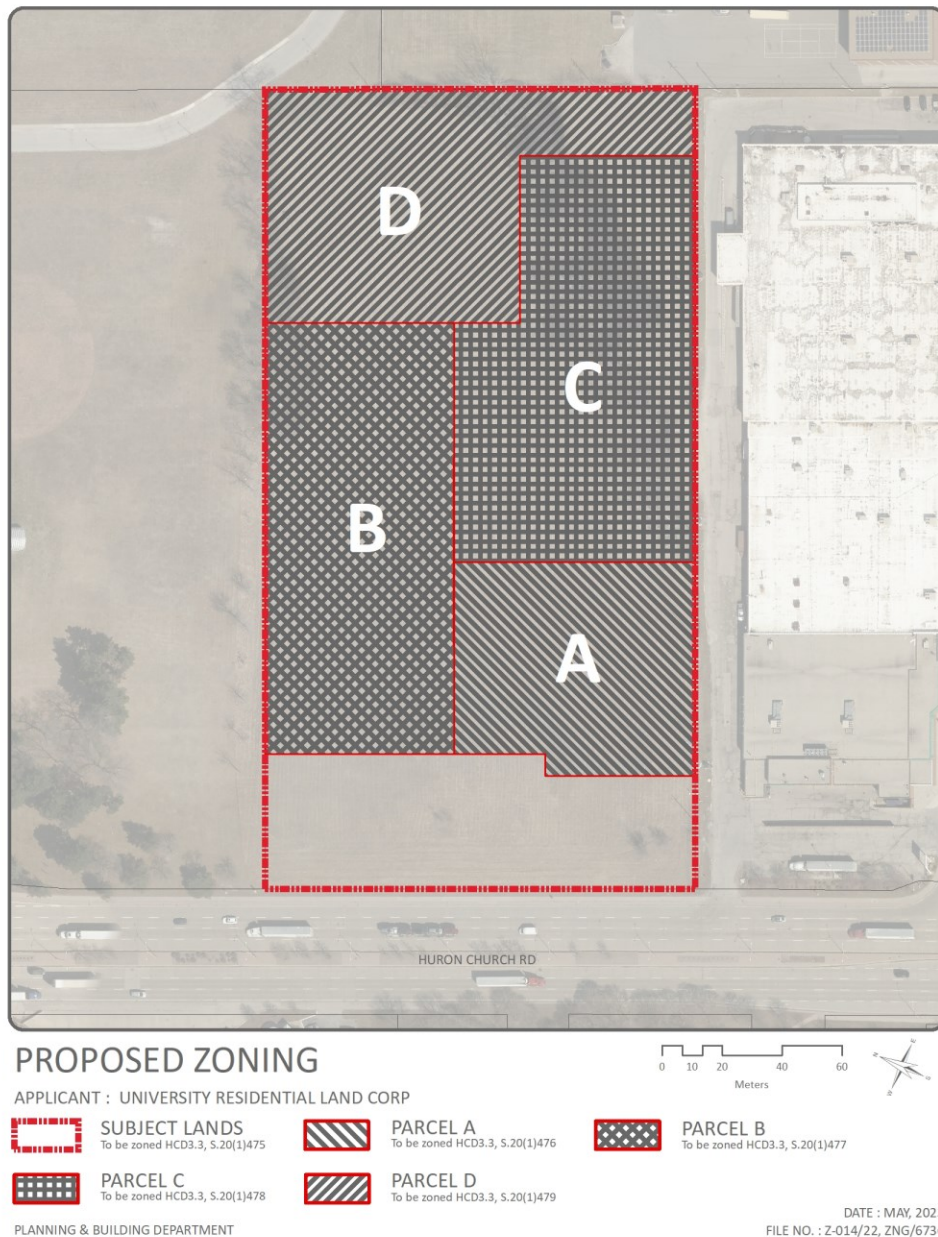 D
C
B
A
HURON CHURCH RD
PROPOSED ZONING
APPLICANT : UNIVERSITY RESIDENTIAL LAND CORP
0 10 20 40 60
Meters
N E S W
SUBJECT LANDS
To be zoned HCD3.3, S.20(1)475
PARCEL A
To be zoned HCD3.3, S.20(1)476
PARCEL B
To be zoned HCD3.3, S.20(1)477
PARCEL C
To be zoned HCD3.3, S.20(1)478
PARCEL D
To be zoned HCD3.3, S.20(1)479
PLANNING & BUILDING DEPARTMENT
DATE : MAY, 202
FILE NO. : Z-014/22, ZNG/673